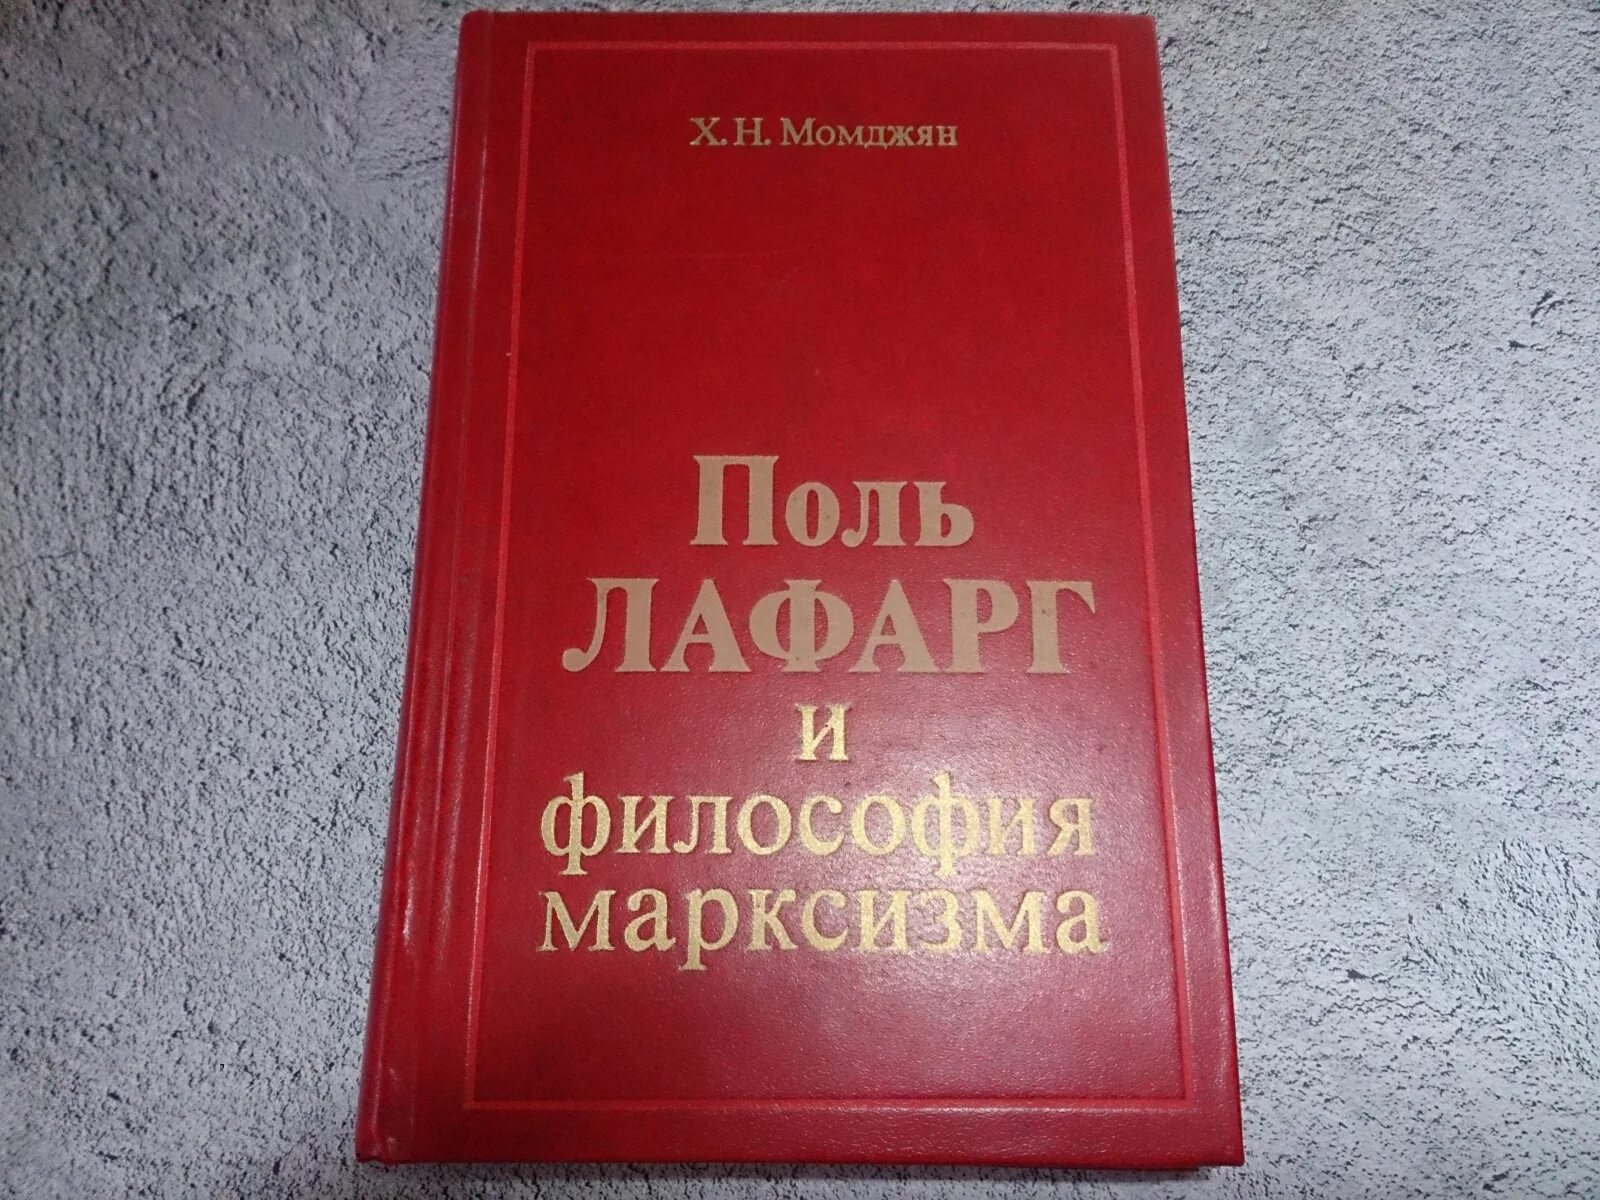 Х. Н. Момджян
Поль
ЛАФАРГ
и
философия
марксизма